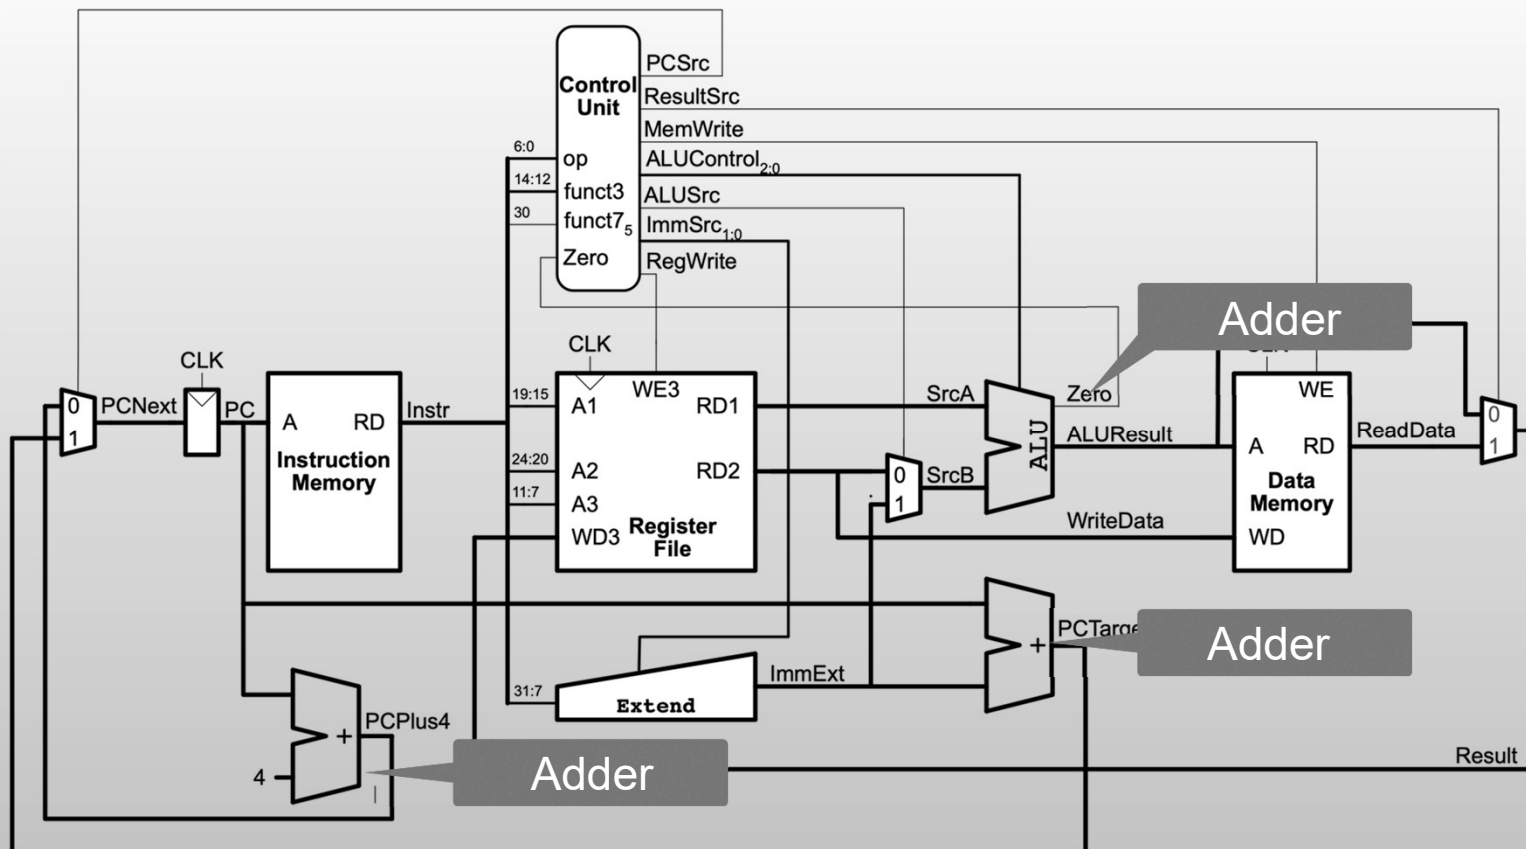 PCSrc
Control
Unit
ResultSrc
MemWrite
6:0
op
ALUControl2:0
14:12
funct3
ALUSrc
30
funct75
ImmSrc1:0
Zero
RegWrite
Adder
CLK
CLK
0
1
PCNext
PC
A
RD
Instr
Instruction
Memory
19:15
A1
WE3
RD1
SrcA
Zero
WE
24:20
A2
RD2
0
1
SrcB
ALU
ALUResult
A
RD
ReadData
0
1
11:7
A3
Data
Memory
WD3
Register
File
WriteData
WD
+
Adder
ImmExt
31:7
Extend
PCPlus4
+
4
Adder
Result